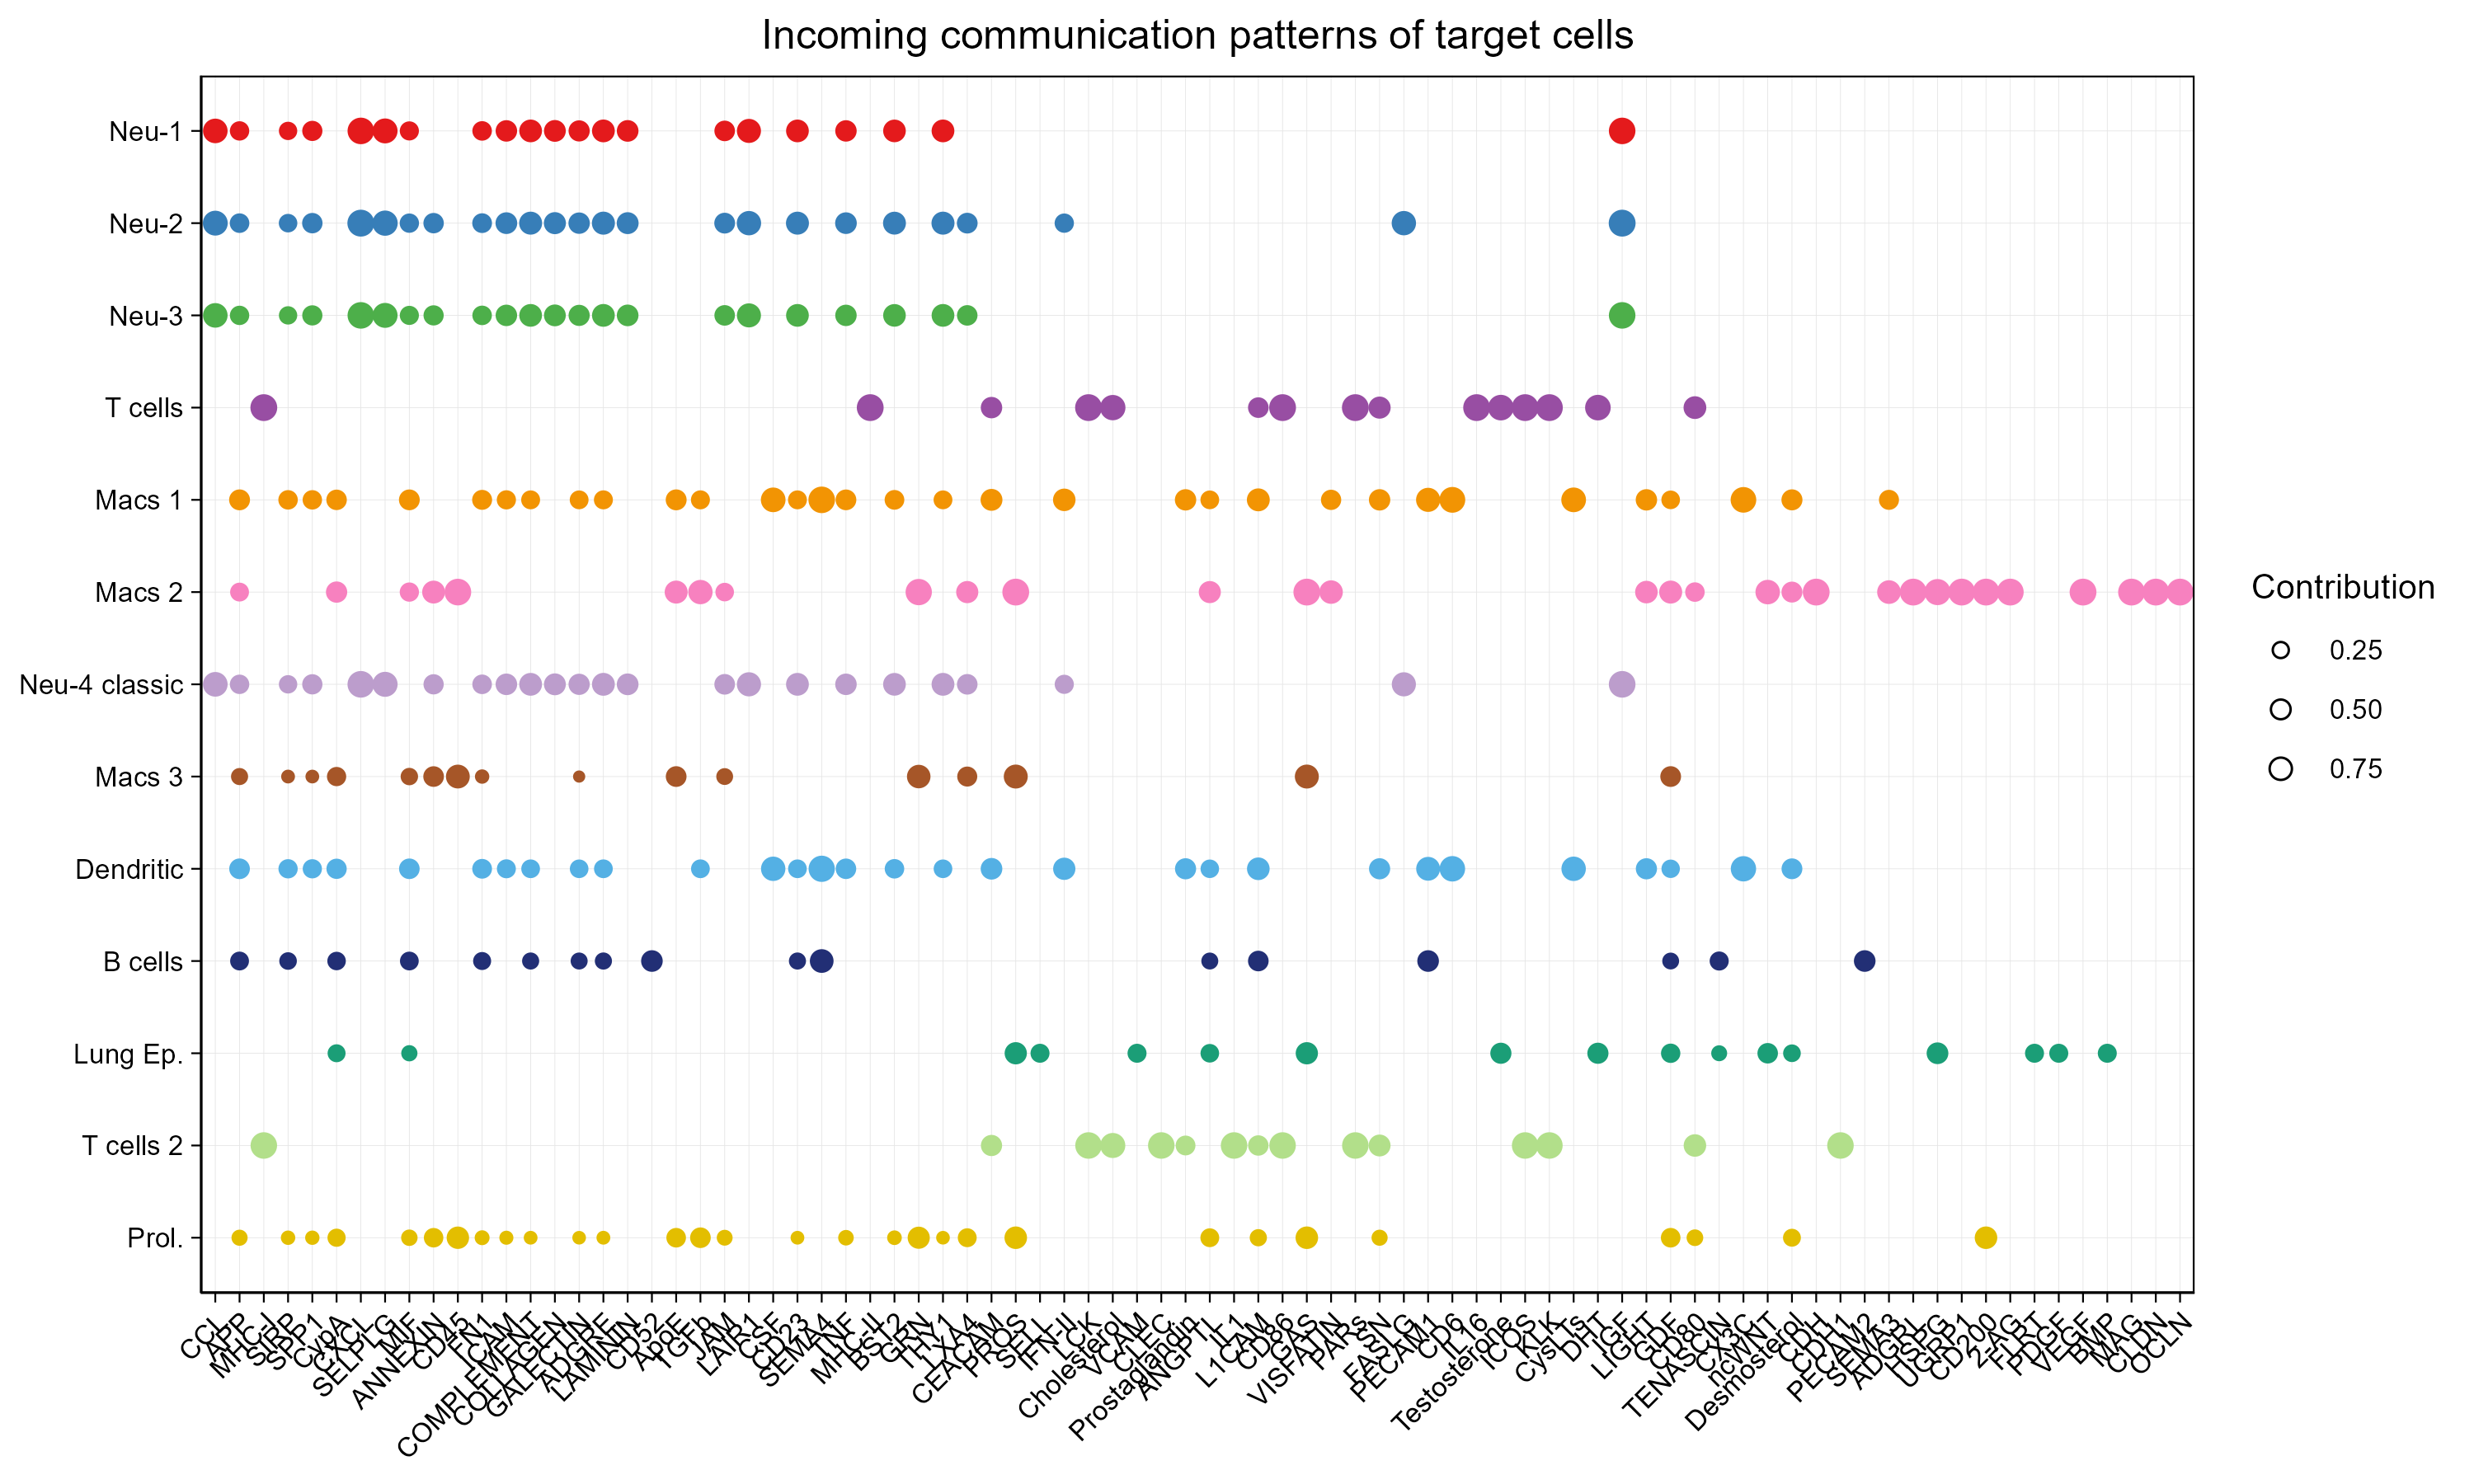 Incoming communication patterns of target cells
Neu-1
Neu-2
Neu-3
T cells
Macs 1
Macs 2
Neu-4 classic
Macs 3
Dendritic
B cells
Lung Ep.
T cells 2
Prol.
CCL
APP
MHC-I
SIRP
SPP1
CypA
CXCL
SELPLG
MIF
ANNEXIN
CD45
FN1
ICAM
COMPLEMENT
COLLAGEN
GALECTIN
ADGRE
LAMININ
CD52
ApoE
TGFb
JAM
LAIR1
CSF
CD23
SEMA4
TNF
MHC-II
BST2
GRN
THY1
LXA4
CEACAM
PROS
SELL
IFN-II
LCK
Cholesterol
VCAM
CLEC
Prostaglandin
ANGPTL
IL1
L1CAM
CD86
GAS
VISFATIN
PARs
SN
FASLG
PECAM1
CD6
IL16
Testosterone
ICOS
KLK
CysLTs
DHT
IGF
LIGHT
GDF
CD80
TENASCIN
CX3C
ncWNT
Desmosterol
CDH
CDH1
PECAM2
SEMA3
ADGRL
HSPG
UGRP1
CD200
2-AG
FLRT
PDGF
VEGF
BMP
MAG
CLDN
OCLN
Contribution
0.25
0.50
0.75